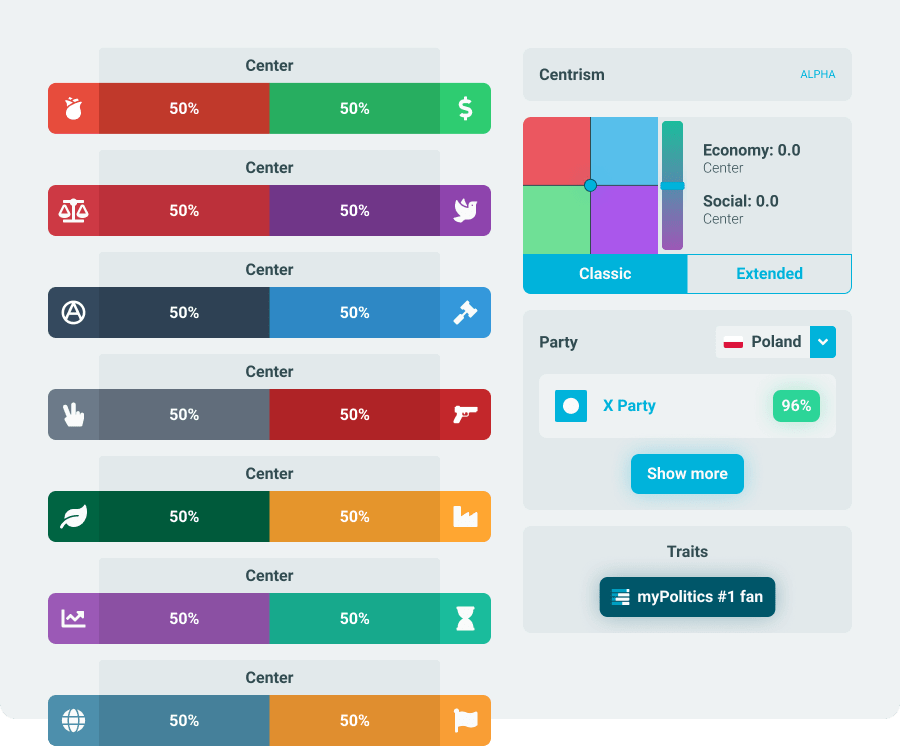 Center
50% 50%
Center
50% 50%
Center
50% 50%
Center
50% 50%
Center
50% 50%
Center
50% 50%
Center
50% 50%
Centrism ALPHA
Economy: 0.0
Center
Social: 0.0
Center
Classic Extended
Party Poland
X Party 96%
Show more
Traits
myPolitics #1 fan